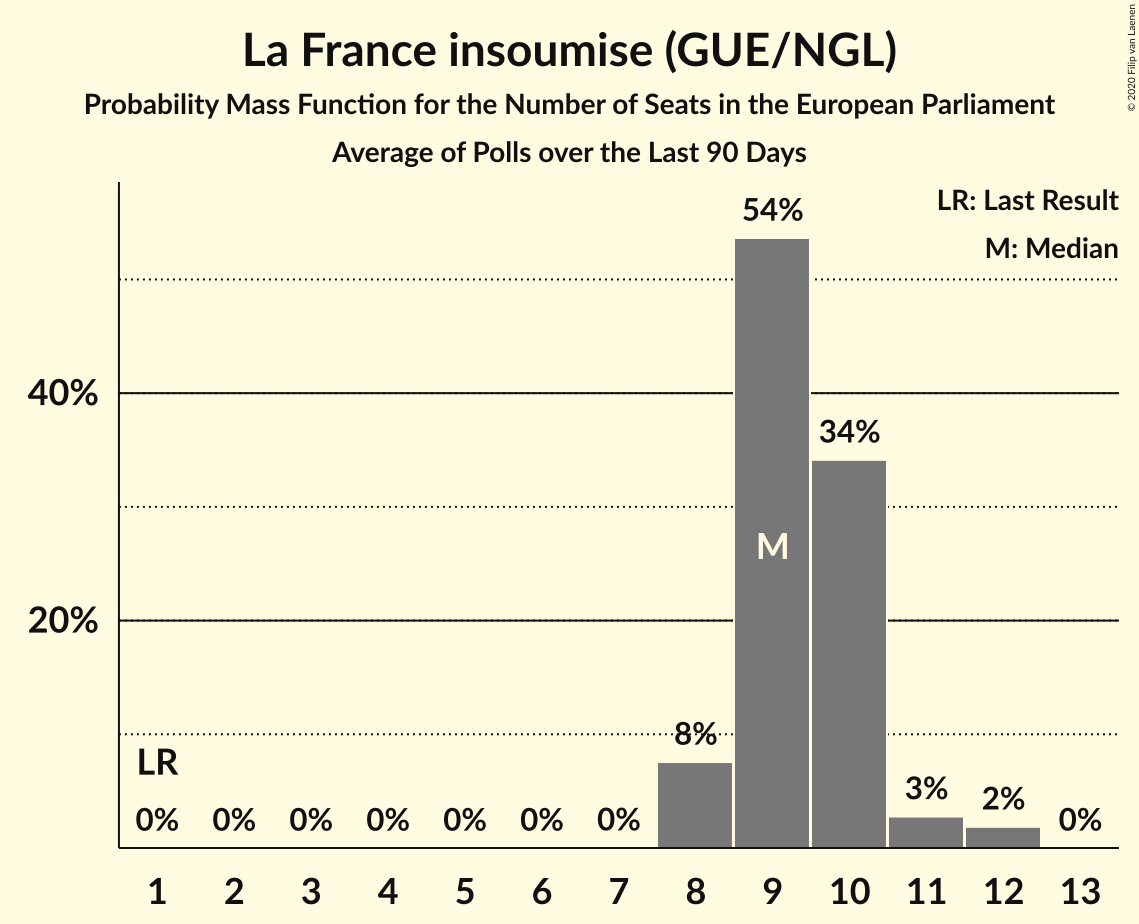 La France insoumise (GUE/NGL)
Probability Mass Function for the Number of Seats in the European Parliament
Average of Polls over the Last 90 Days
© 2020 Filip van Laenen
LR: Last Result
M: Median
54%
40%
34%
M
20%
8%
LR
3%
2%
0% 0% 0% 0% 0% 0% 0% 0%
1 2 3 4 5 6 7 8 9 10 11 12 13